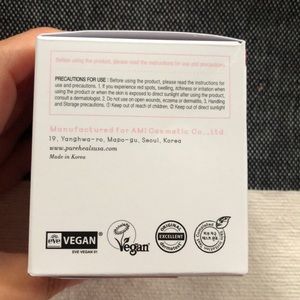 Before using the product, please read the instructions for use and precautions.
PRECAUTIONS FOR USE : Before using the product, please read the instructions for
use and precautions. 1. If you experience red spots, swelling, itchiness or irritation when
using the product or when the skin is exposed to direct sunlight after using the product,
consult a dermatologist. 2. Do not use on open wounds, eczema or dermatitis. 3. Handling
and Storage precautions ① Keep out of reach of children. ② Keep out of direct sunlight
Manufactured for AMI Cosmetic Co., Ltd.
19, Yanghwa-ro, Mapo-gu, Seoul, Korea
www.purehealsusa.com
Made in Korea
eve VEGAN
EVE VEGAN ®
Vegan
ORIGINAL
EXCELLENT
dermatest